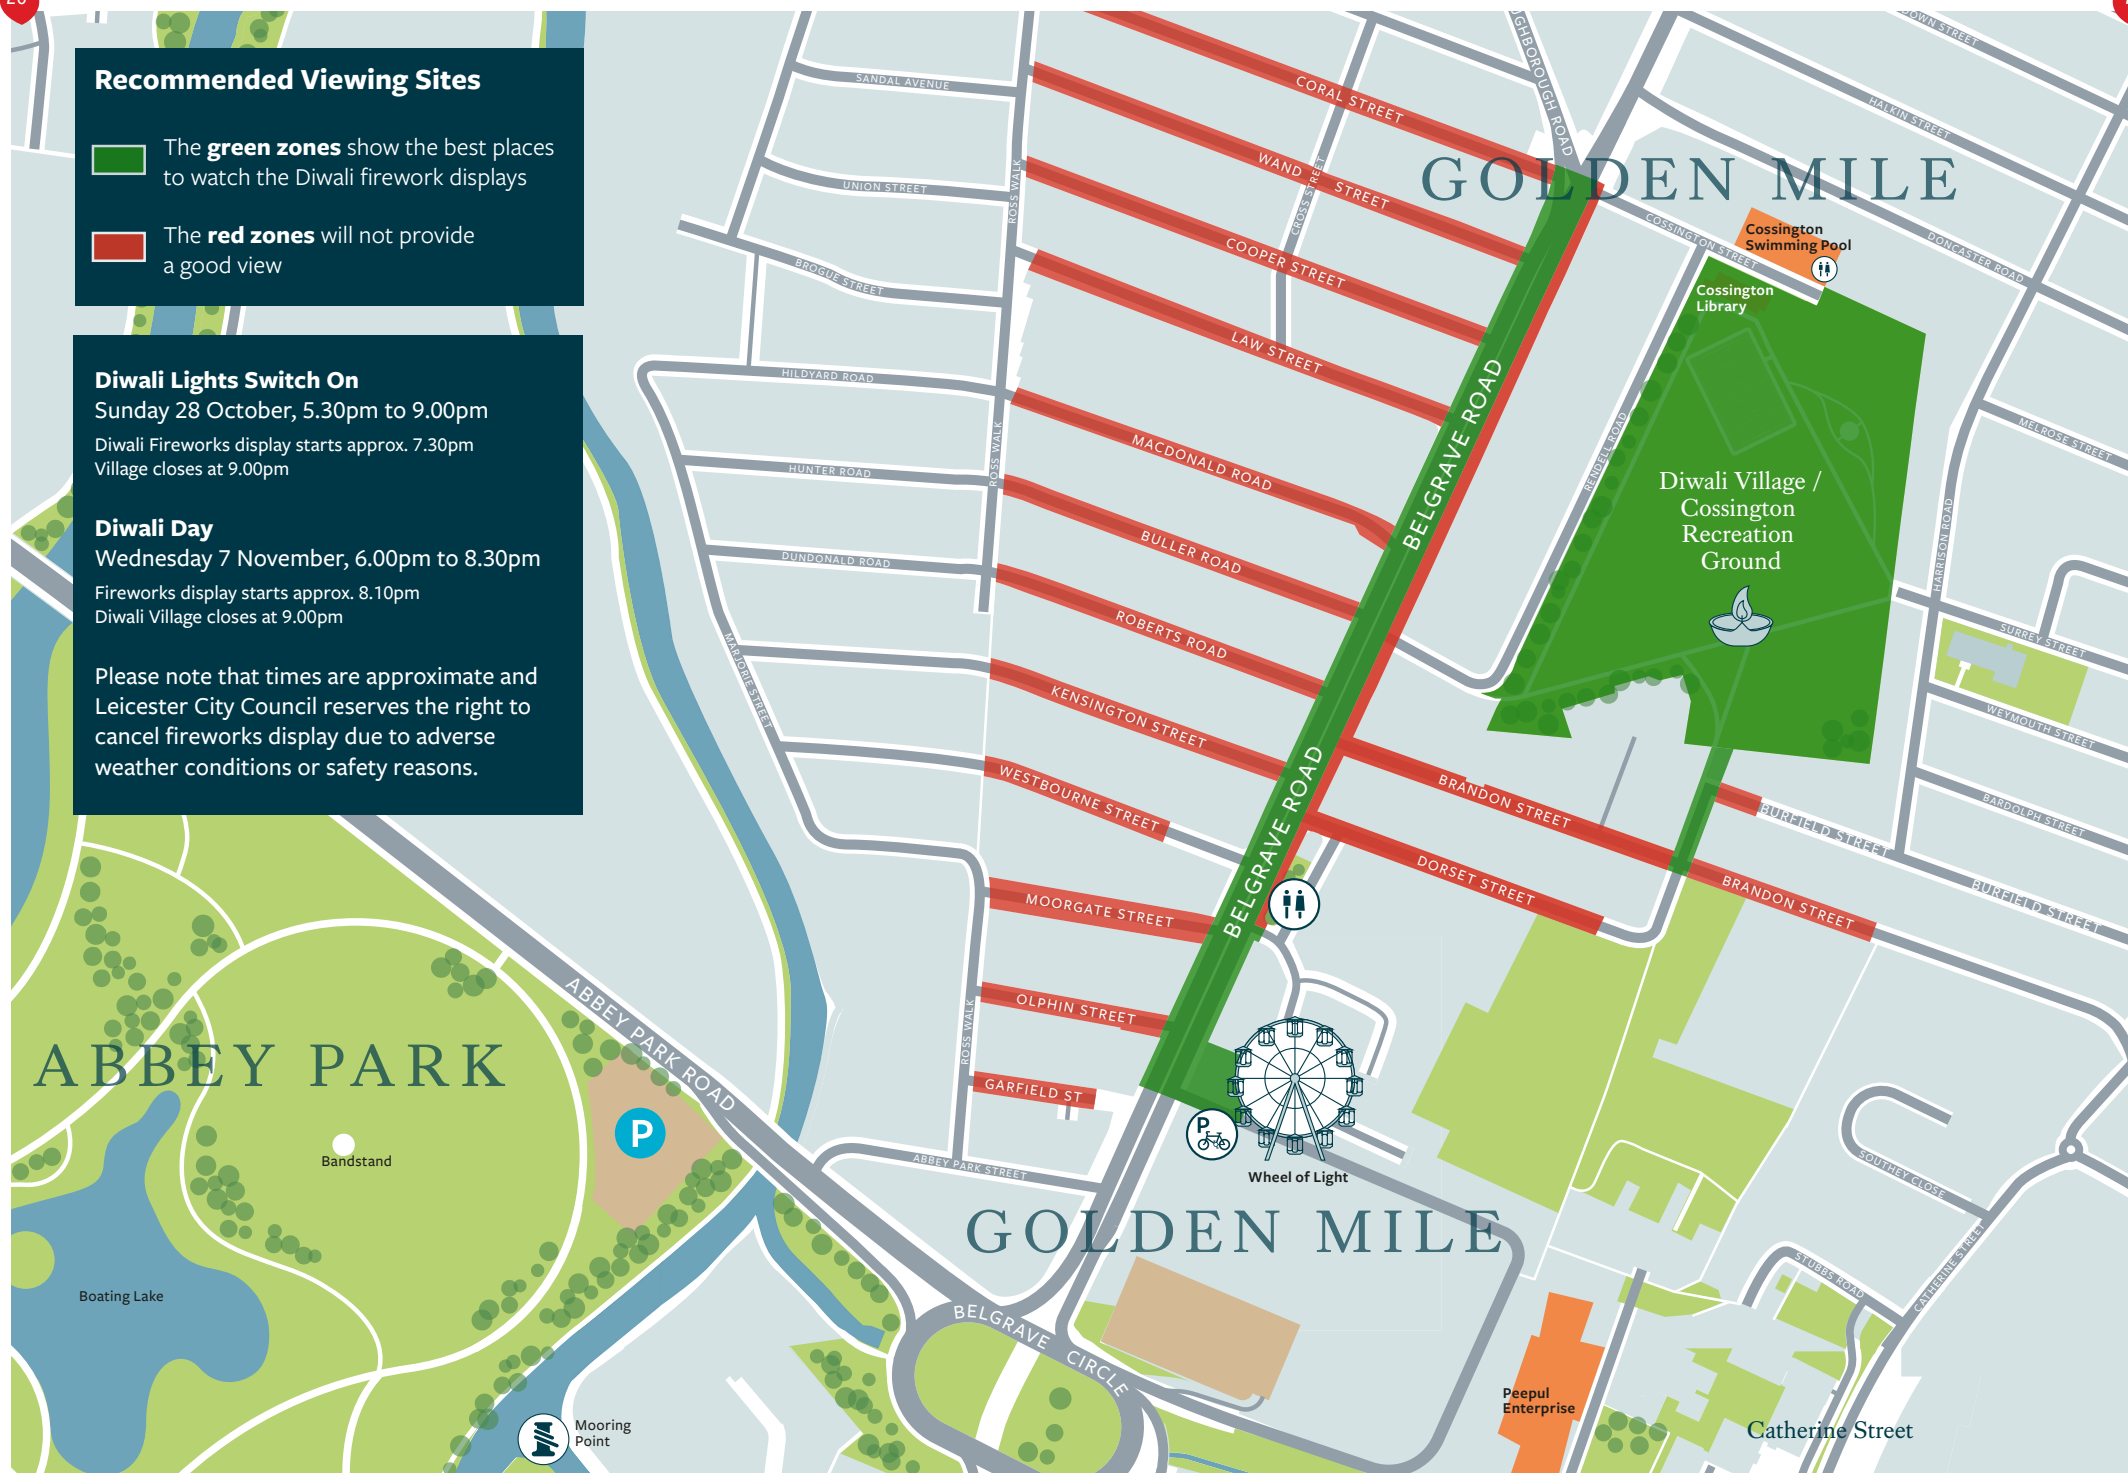 Recommended Viewing Sites
The green zones show the best places
to watch the Diwali firework displays
The red zones will not provide
a good view
Diwali Lights Switch On
Sunday 28 October, 5.30pm to 9.00pm
Diwali Fireworks display starts approx. 7.30pm
Village closes at 9.00pm
Diwali Day
Wednesday 7 November, 6.00pm to 8.30pm
Fireworks display starts approx. 8.10pm
Diwali Village closes at 9.00pm
Please note that times are approximate and
Leicester City Council reserves the right to
cancel fireworks display due to adverse
weather conditions or safety reasons.
SANDAL AVENUE
UNION STREET
BROGUE STREET
HILDYARD ROAD
HUNTER ROAD
DUNDONALD ROAD
MARJORIE STREET
ROSS WALK
ROSS WALK
ROSS WALK
CROSS STREET
CORAL STREET
WAND STREET
COOPER STREET
LAW STREET
MACDONALD ROAD
BULLER ROAD
ROBERTS ROAD
KENSINGTON STREET
WESTBOURNE STREET
MOORGATE STREET
OLPHIN STREET
GARFIELD ST
ABBEY PARK STREET
BELGRAVE ROAD
BELGRAVE ROAD
BELGRAVE ROAD
GHBOROUGH ROAD
GOLDEN MILE
COSSINGTON STREET
Cossington
Swimming Pool
Cossington
Library
DOWN STREET
HALKIN STREET
DONCASTER ROAD
MELROSE STREET
RENDELL ROAD
HARRISON ROAD
Diwali Village /
Cossington
Recreation
Ground
SURREY STREET
WEYMOUTH STREET
BARDOLPH STREET
BURFIELD STREET
BURFIELD STREET
BRANDON STREET
BRANDON STREET
DORSET STREET
ABBEY PARK
ABBEY PARK ROAD
P
Bandstand
Boating Lake
Mooring
Point
P
Wheel of Light
GOLDEN MILE
BELGRAVE CIRCLE
Peepul
Enterprise
SOUTHEY CLOSE
STUBBS ROAD
CATHERINE STREET
Catherine Street